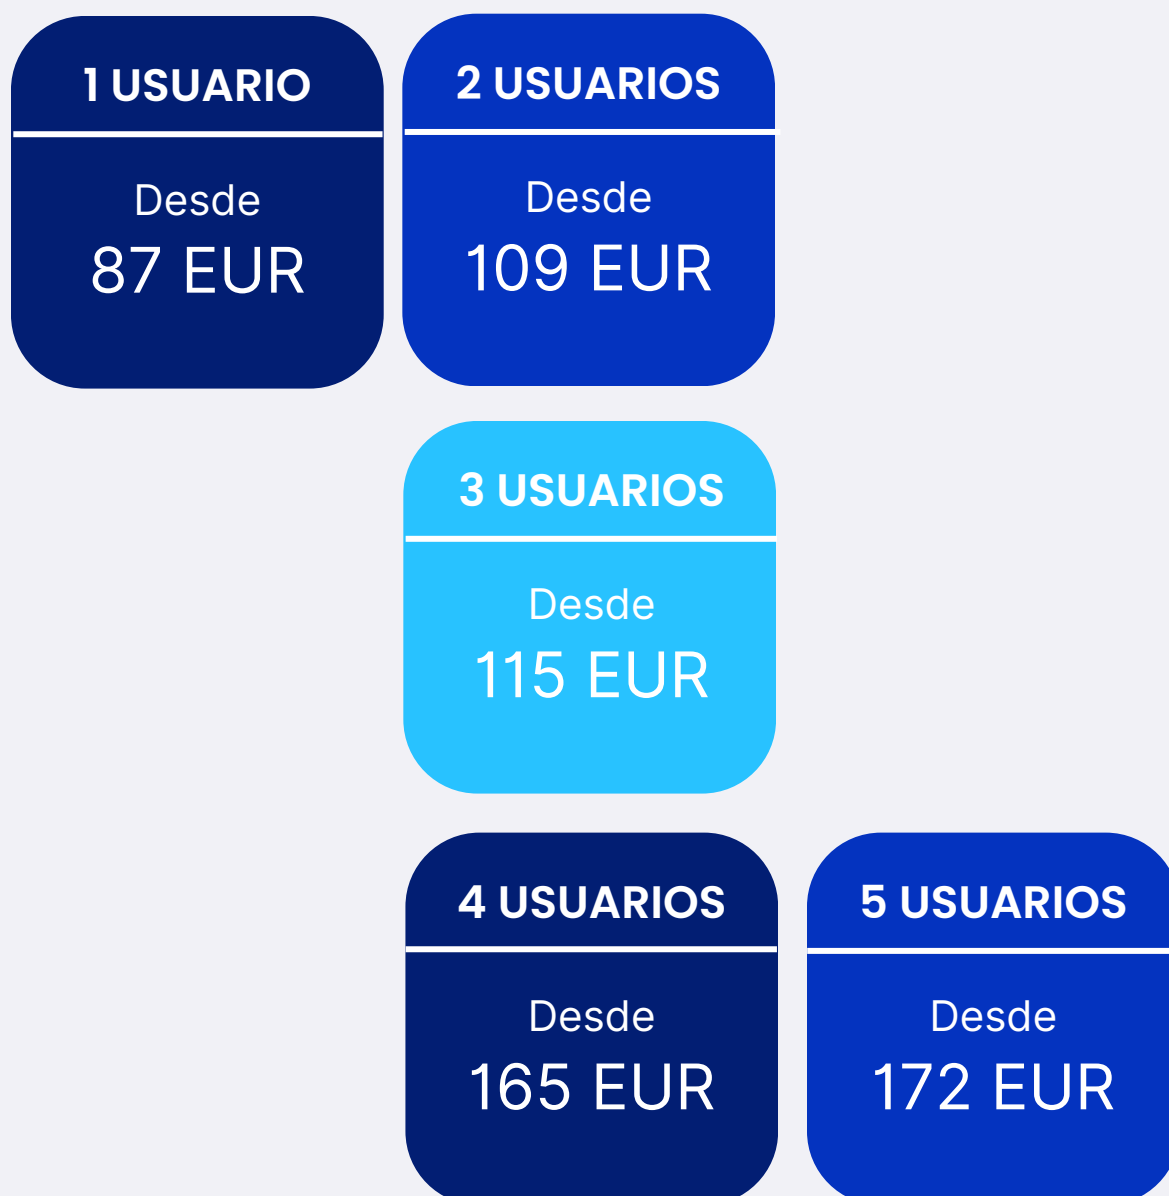 1 USUARIO
Desde
87 EUR
2 USUARIOS
Desde
109 EUR
3 USUARIOS
Desde
115 EUR
4 USUARIOS
Desde
165 EUR
5 USUARIOS
Desde
172 EUR